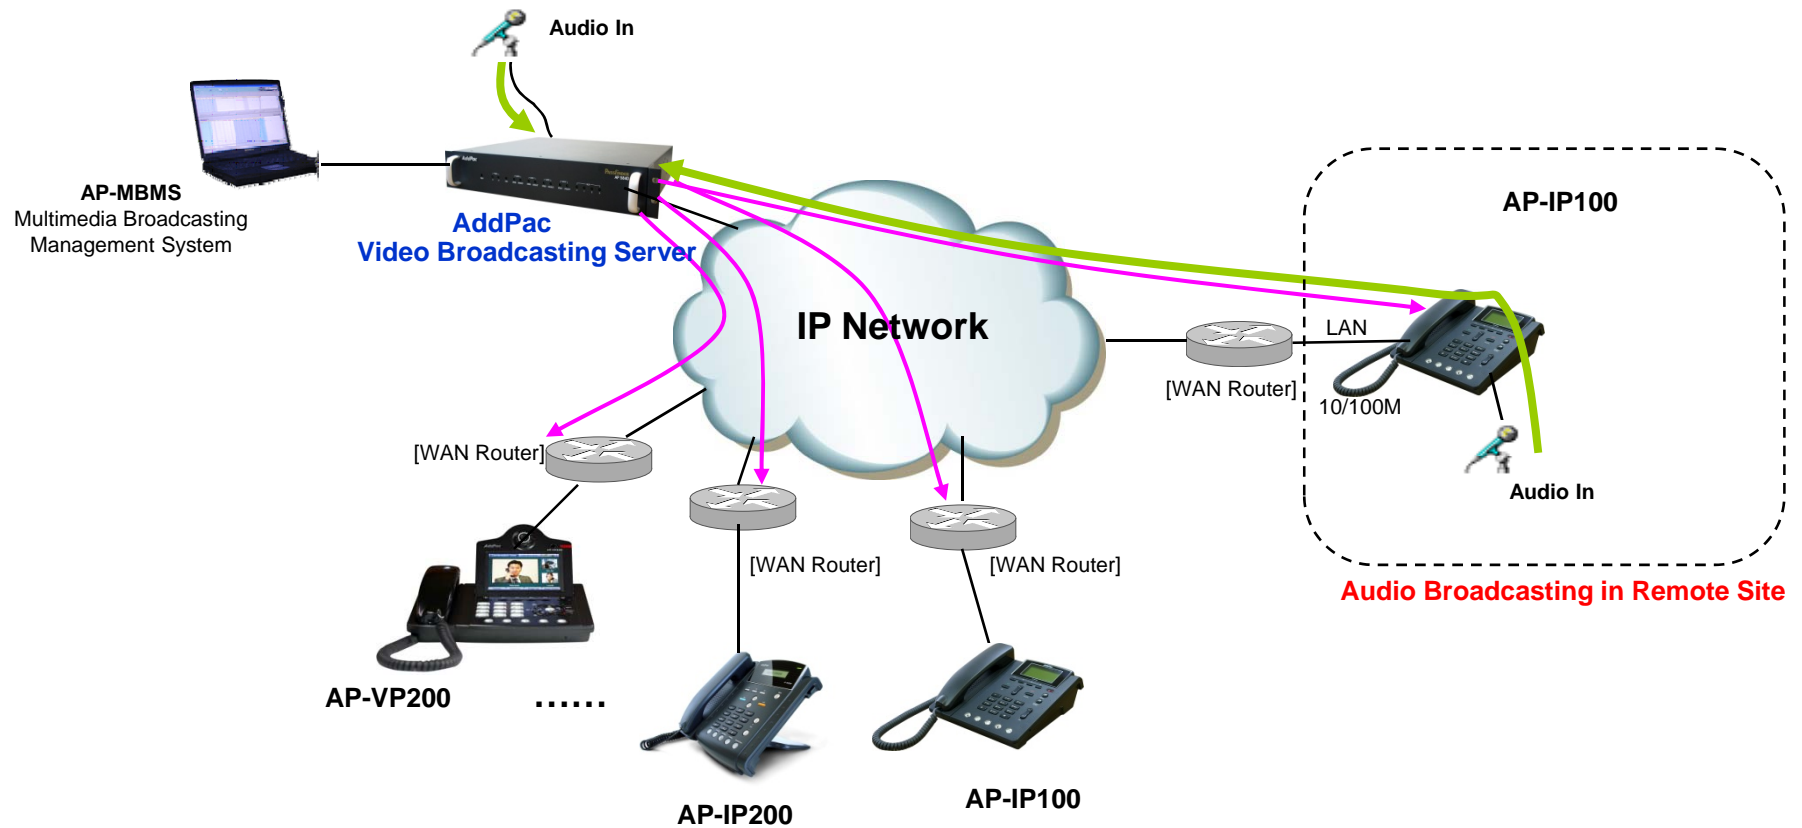 Audio In
AddPac
AP-MBMS
Multimedia Broadcasting
Management System
AddPac
Video Broadcasting Server
AP-IP100
IP Network
LAN
[WAN Router]
10/100M
[WAN Router]
Audio In
[WAN Router]
[WAN Router]
Audio Broadcasting in Remote Site
AP-VP200
......
AP-IP200
AP-IP100